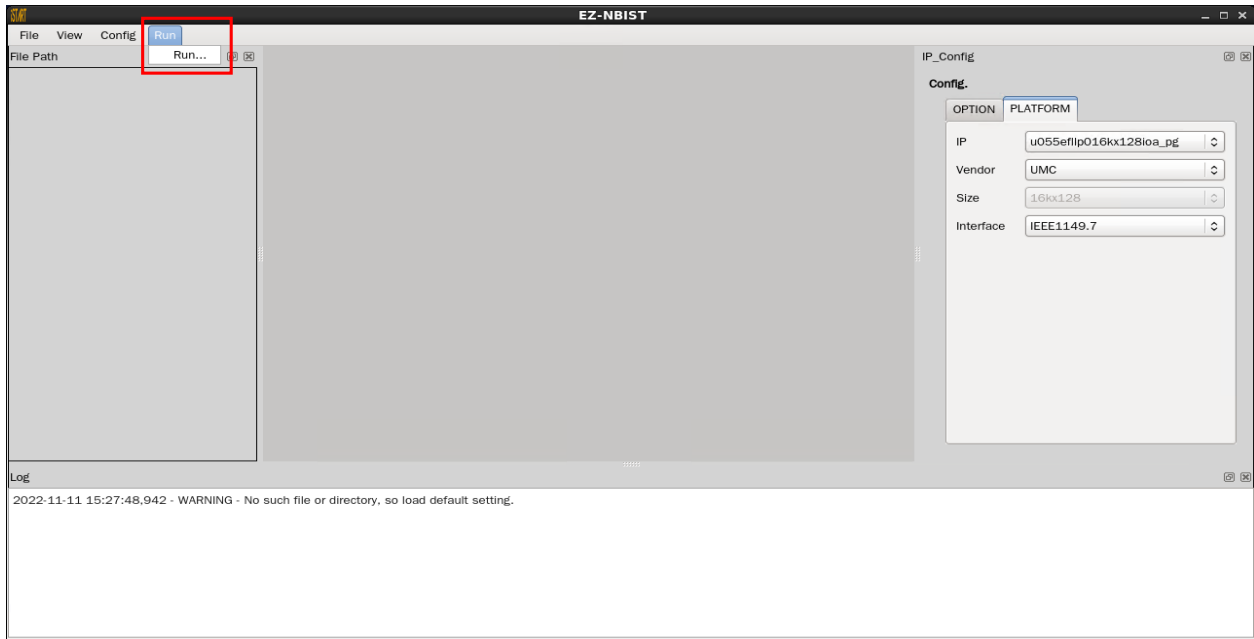 iSTART
EZ-NBIST
File View Config Run
Run...
File Path
IP_Config
Config.
OPTION PLATFORM
IP u055efllp016kx128ioa_pg
Vendor UMC
Size 16kx128
Interface IEEE1149.7
Log
2022-11-11 15:27:48,942 - WARNING - No such file or directory, so load default setting.